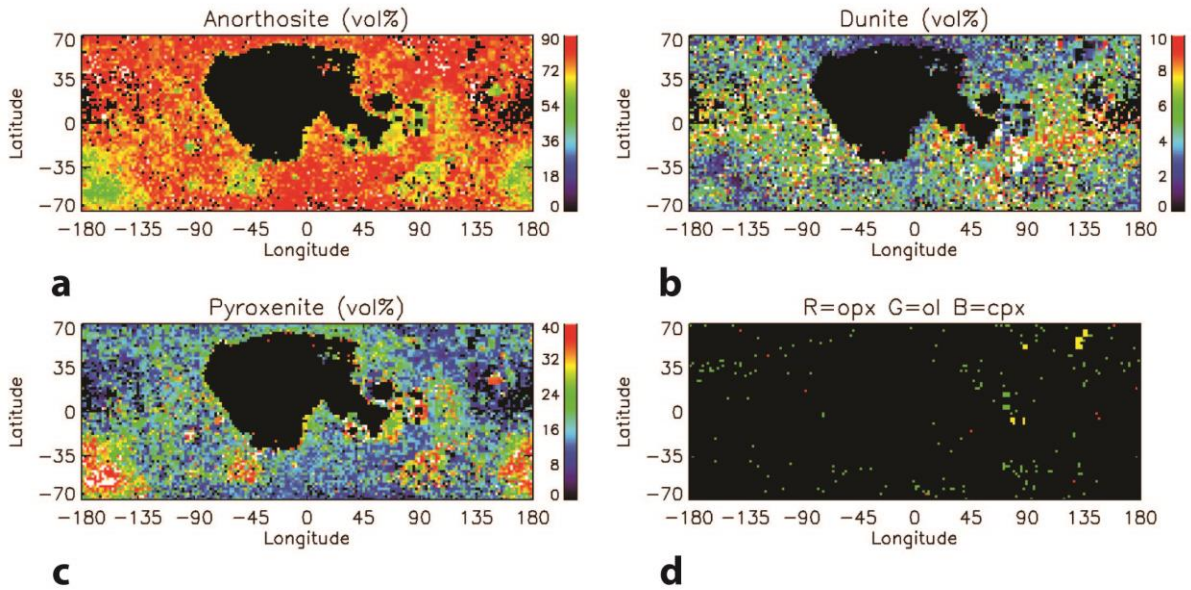 Anorthosite (vol%)
70
35
0
−35
−70
Latitude
90
72
54
36
18
0
−180 −135 −90 −45 0 45 90 135 180
Longitude
a
Dunite (vol%)
70
35
0
−35
−70
Latitude
10
8
6
4
2
0
−180 −135 −90 −45 0 45 90 135 180
Longitude
b
Pyroxenite (vol%)
70
35
0
−35
−70
Latitude
40
32
24
16
8
0
−180 −135 −90 −45 0 45 90 135 180
Longitude
c
R=opx G=ol B=cpx
70
35
0
−35
−70
Latitude
−180 −135 −90 −45 0 45 90 135 180
Longitude
d